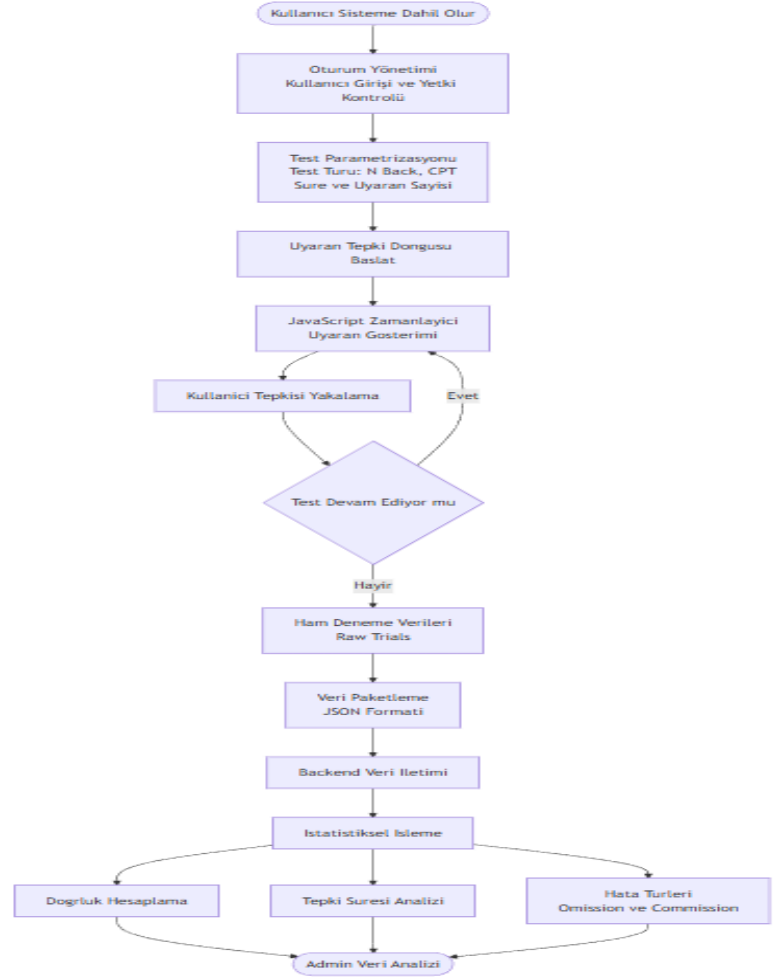 Kullanıcı Sisteme Dahil Olur
Oturum Yönetimi
Kullanıcı Girişi ve Yetki
Kontrolü
Test Parametrizasyonu
Test Turu: N Back, CPT
Sure ve Uyaran Sayisi
Uyaran Tepki Dongusu
Baslat
JavaScript Zamanlayici
Uyaran Gosterimi
Kullanici Tepkisi Yakalama
Evet
Test Devam Ediyor mu
Hayir
Ham Deneme Verileri
Raw Trials
Veri Paketleme
JSON Formati
Backend Veri Iletimi
Istatistiksel Isleme
Dogrluk Hesaplama
Tepki Suresi Analizi
Hata Turleri
Omission ve Commission
Admin Veri Analizi